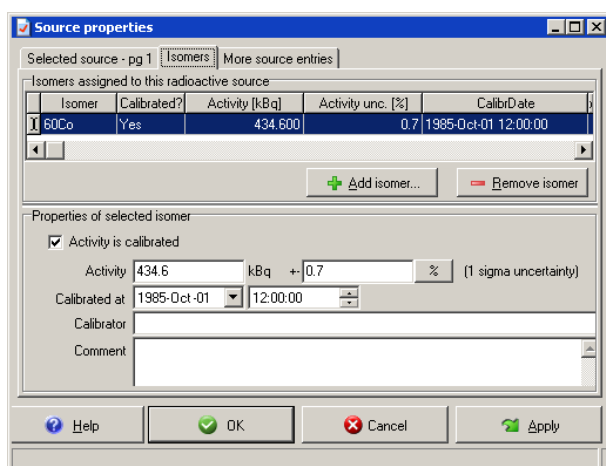 Source properties
Selected source - pg 1 Isomers More source entries
Isomers assigned to this radioactive source
Isomer Calibrated? Activity [kBq] Activity unc. [%] CalibrDate
60Co Yes 434.600 0.7 1985-Oct-01 12:00:00
Add isomer... Remove isomer
Properties of selected isomer
Activity is calibrated
Activity 434.6 kBq +- 0.7 % (1 sigma uncertainty)
Calibrated at 1985-Oct-01 12:00:00
Calibrator
Comment
Help OK Cancel Apply